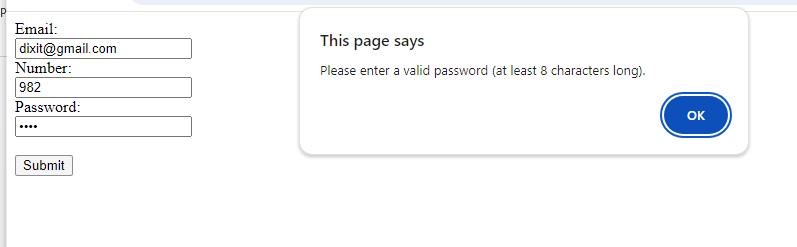 P
Email:
dixit@gmail.com
Number:
982
Password:
••••
Submit
This page says
Please enter a valid password (at least 8 characters long).
OK